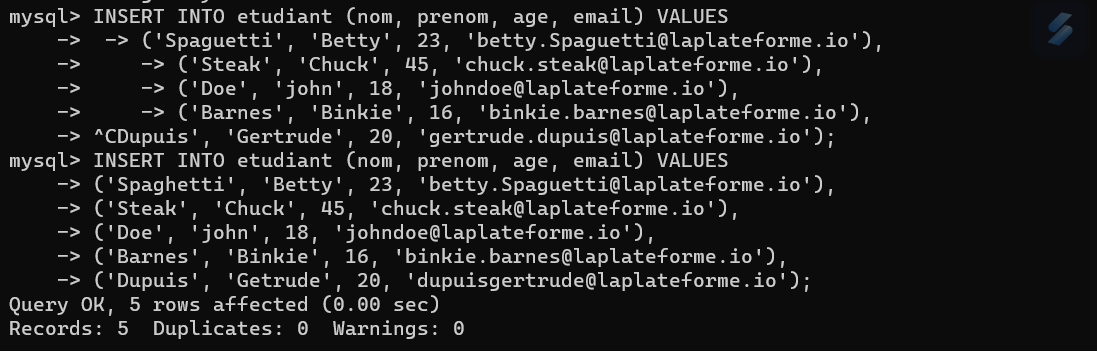 mysql> INSERT INTO etudiant (nom, prenom, age, email) VALUES
    ->  -> ('Spaguetti', 'Betty', 23, 'betty.Spaguetti@laplateforme.io'),
    ->     -> ('Steak', 'Chuck', 45, 'chuck.steak@laplateforme.io'),
    ->     -> ('Doe', 'john', 18, 'johndoe@laplateforme.io'),
    ->     -> ('Barnes', 'Binkie', 16, 'binkie.barnes@laplateforme.io'),
    -> ^CDupuis', 'Gertrude', 20, 'gertrude.dupuis@laplateforme.io');
mysql> INSERT INTO etudiant (nom, prenom, age, email) VALUES
    -> ('Spaghetti', 'Betty', 23, 'betty.Spaguetti@laplateforme.io'),
    -> ('Steak', 'Chuck', 45, 'chuck.steak@laplateforme.io'),
    -> ('Doe', 'john', 18, 'johndoe@laplateforme.io'),
    -> ('Barnes', 'Binkie', 16, 'binkie.barnes@laplateforme.io'),
    -> ('Dupuis', 'Getrude', 20, 'dupuisgertrude@laplateforme.io');
Query OK, 5 rows affected (0.00 sec)
Records: 5  Duplicates: 0  Warnings: 0